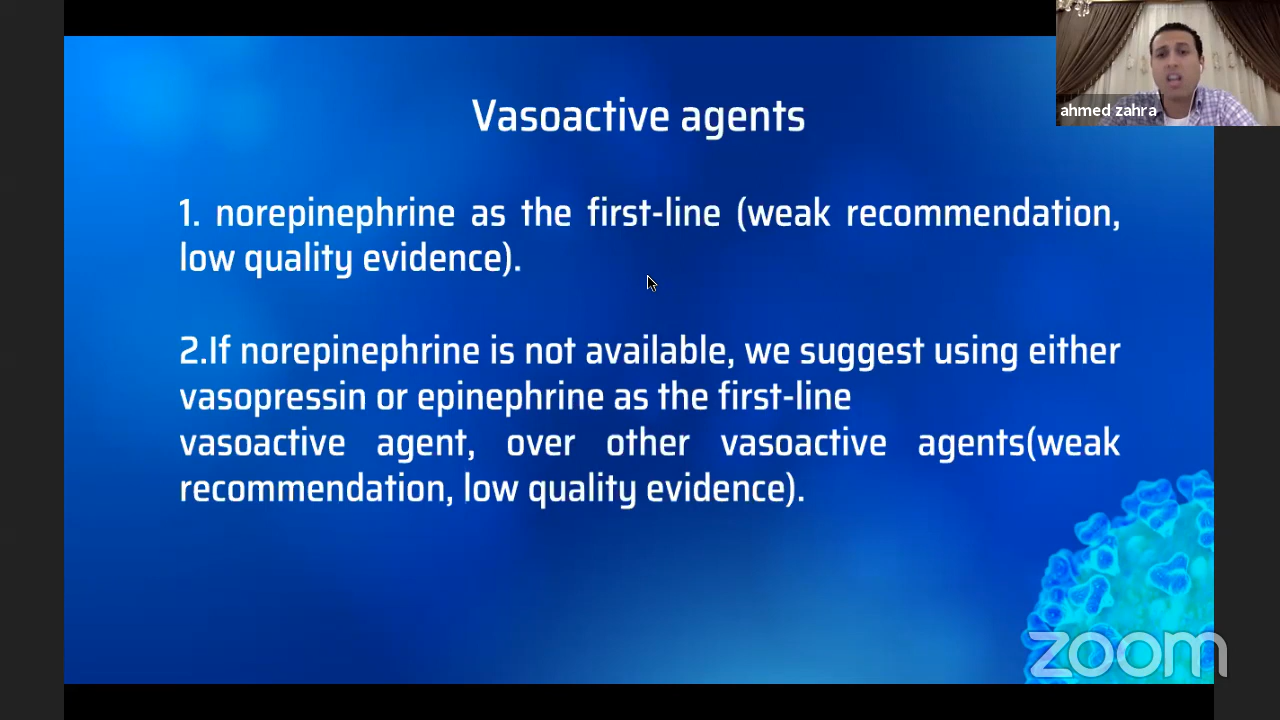 ahmed zahra
Vasoactive agents
1. norepinephrine as the first-line (weak recommendation,
low quality evidence).
2.If norepinephrine is not available, we suggest using either
vasopressin or epinephrine as the first-line
vasoactive agent, over other vasoactive agents(weak
recommendation, low quality evidence).
zoom